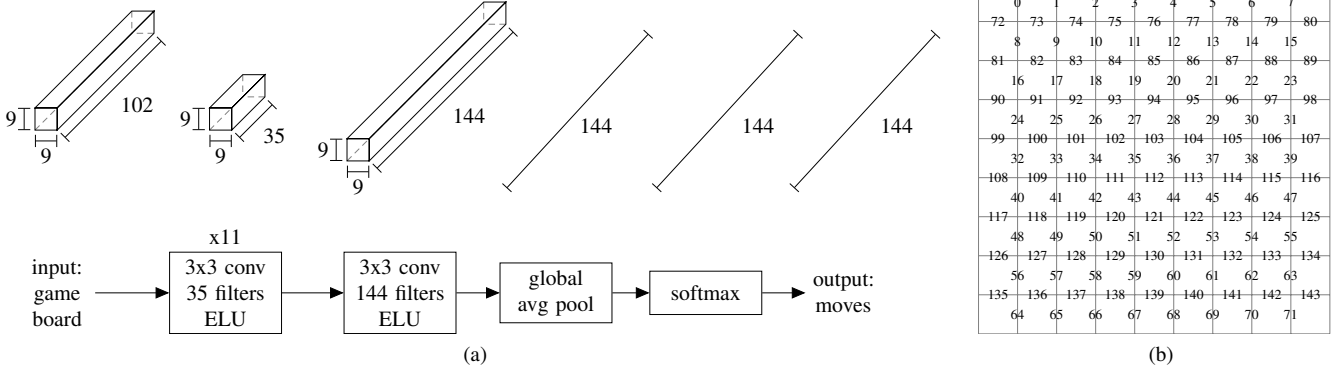 9
102
9
9
35
9
9
144
9
144
144
144
input:
game
board
x11
3x3 conv
35 filters
ELU
3x3 conv
144 filters
ELU
global
avg pool
softmax
output:
moves
(a)
0 1 2 3 4 5 6 7
72 73 74 75 76 77 78 79 80
8 9 10 11 12 13 14 15
81 82 83 84 85 86 87 88 89
16 17 18 19 20 21 22 23
90 91 92 93 94 95 96 97 98
24 25 26 27 28 29 30 31
99 100 101 102 103 104 105 106 107
32 33 34 35 36 37 38 39
108 109 110 111 112 113 114 115 116
40 41 42 43 44 45 46 47
117 118 119 120 121 122 123 124 125
48 49 50 51 52 53 54 55
126 127 128 129 130 131 132 133 134
56 57 58 59 60 61 62 63
135 136 137 138 139 140 141 142 143
64 65 66 67 68 69 70 71
(b)